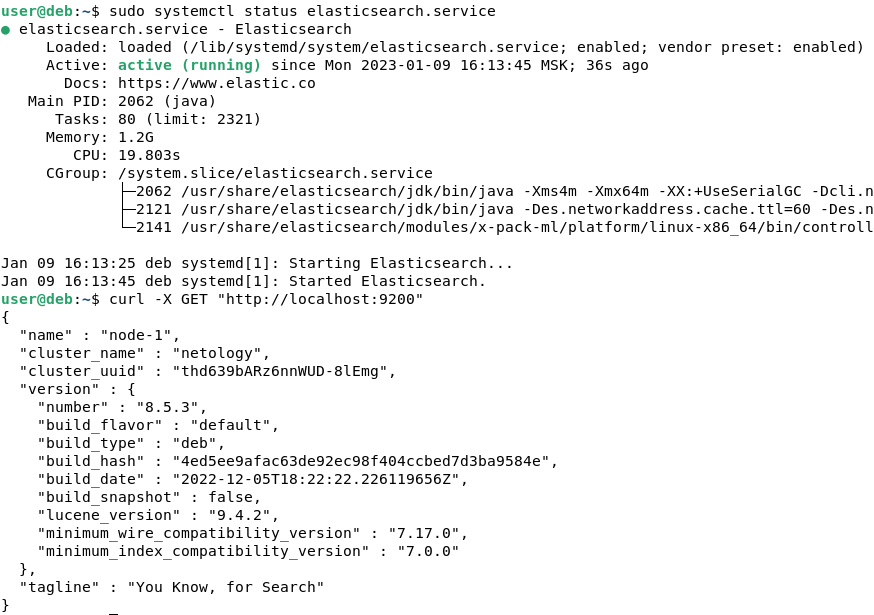 user@deb:~$ sudo systemctl status elasticsearch.service
● elasticsearch.service - Elasticsearch
     Loaded: loaded (/lib/systemd/system/elasticsearch.service; enabled; vendor preset: enabled)
     Active: active (running) since Mon 2023-01-09 16:13:45 MSK; 36s ago
       Docs: https://www.elastic.co
   Main PID: 2062 (java)
      Tasks: 80 (limit: 2321)
     Memory: 1.2G
        CPU: 19.803s
     CGroup: /system.slice/elasticsearch.service
             ├─2062 /usr/share/elasticsearch/jdk/bin/java -Xms4m -Xmx64m -XX:+UseSerialGC -Dcli.n
             ├─2121 /usr/share/elasticsearch/jdk/bin/java -Des.networkaddress.cache.ttl=60 -Des.n
             └─2141 /usr/share/elasticsearch/modules/x-pack-ml/platform/linux-x86_64/bin/controll

Jan 09 16:13:25 deb systemd[1]: Starting Elasticsearch...
Jan 09 16:13:45 deb systemd[1]: Started Elasticsearch.
user@deb:~$ curl -X GET "http://localhost:9200"
{
  "name" : "node-1",
  "cluster_name" : "netology",
  "cluster_uuid" : "thd639bARz6nnWUD-8lEmg",
  "version" : {
    "number" : "8.5.3",
    "build_flavor" : "default",
    "build_type" : "deb",
    "build_hash" : "4ed5ee9afac63de92ec98f404ccbed7d3ba9584e",
    "build_date" : "2022-12-05T18:22:22.226119656Z",
    "build_snapshot" : false,
    "lucene_version" : "9.4.2",
    "minimum_wire_compatibility_version" : "7.17.0",
    "minimum_index_compatibility_version" : "7.0.0"
  },
  "tagline" : "You Know, for Search"
}